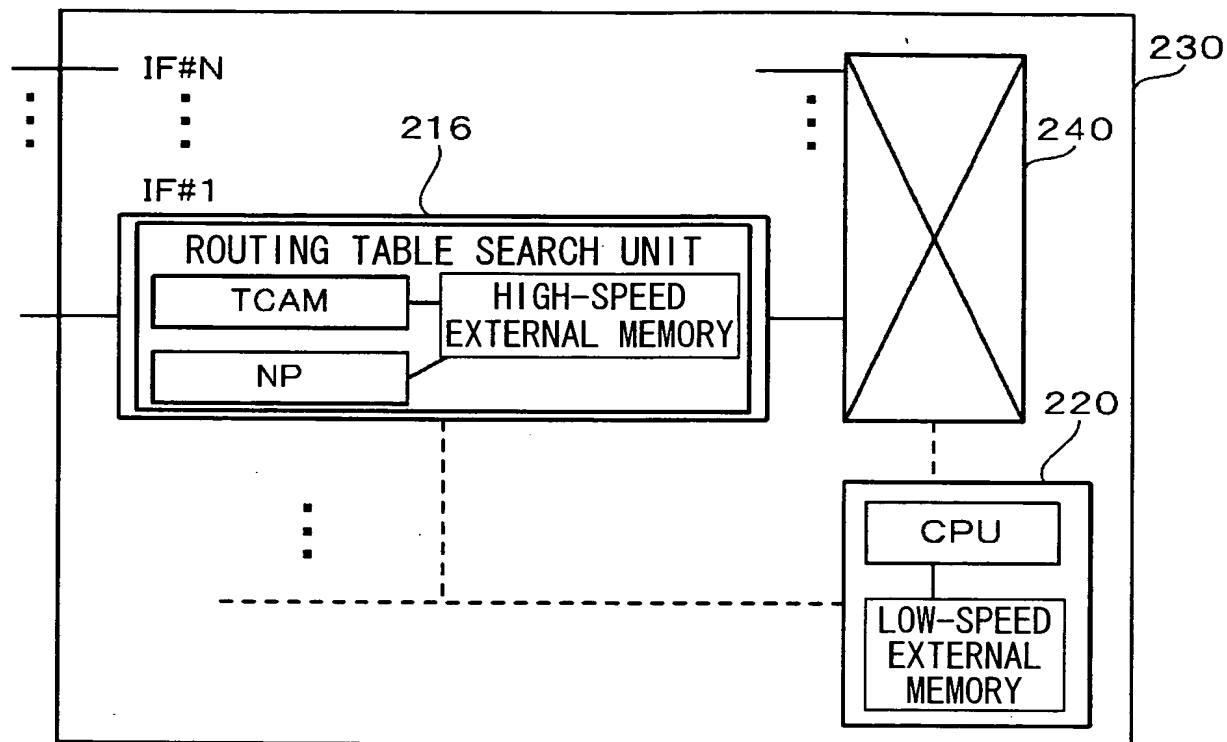 230
IF#N
240
216
IF#1
ROUTING TABLE SEARCH UNIT
TCAM
HIGH-SPEED
EXTERNAL MEMORY
NP
220
CPU
LOW-SPEED
EXTERNAL
MEMORY